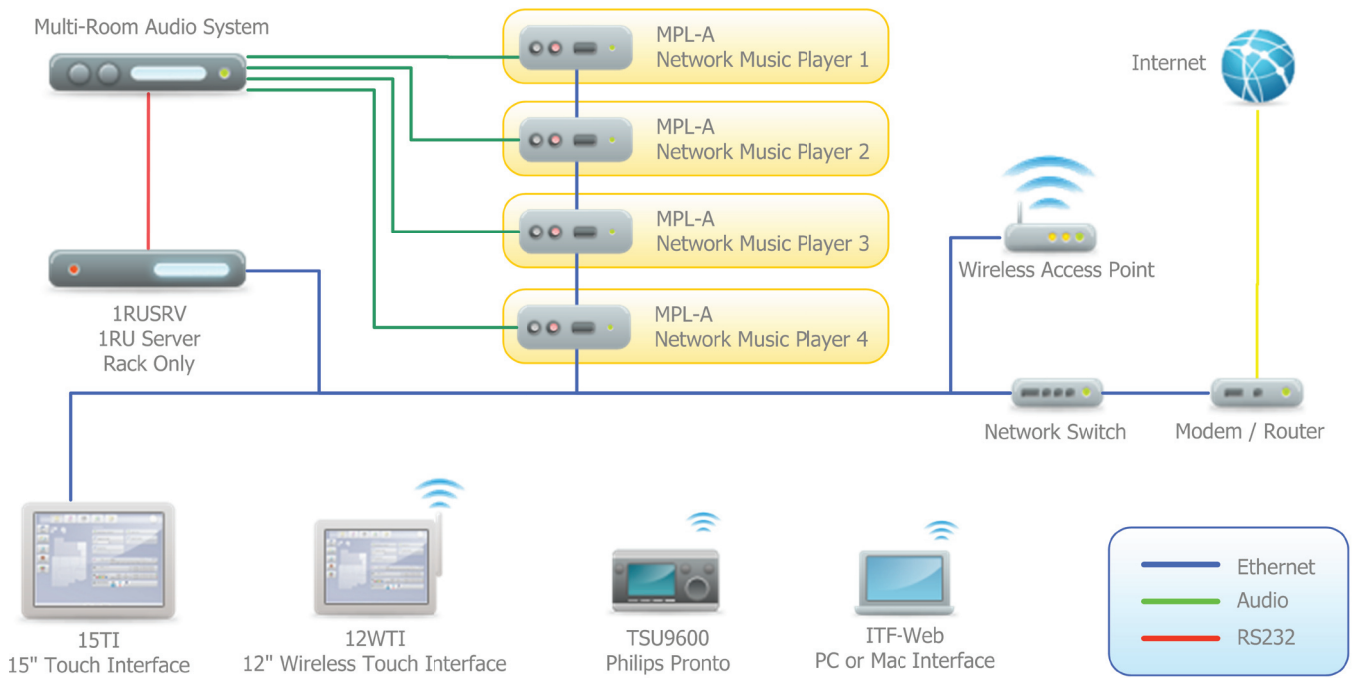 Multi-Room Audio System
MPL-A
Network Music Player 1
Internet
MPL-A
Network Music Player 2
MPL-A
Network Music Player 3
Wireless Access Point
1RUSRV
1RU Server
Rack Only
MPL-A
Network Music Player 4
Network Switch
Modem / Router
15TI
15" Touch Interface
12WTI
12" Wireless Touch Interface
TSU9600
Philips Pronto
ITF-Web
PC or Mac Interface
Ethernet
Audio
RS232